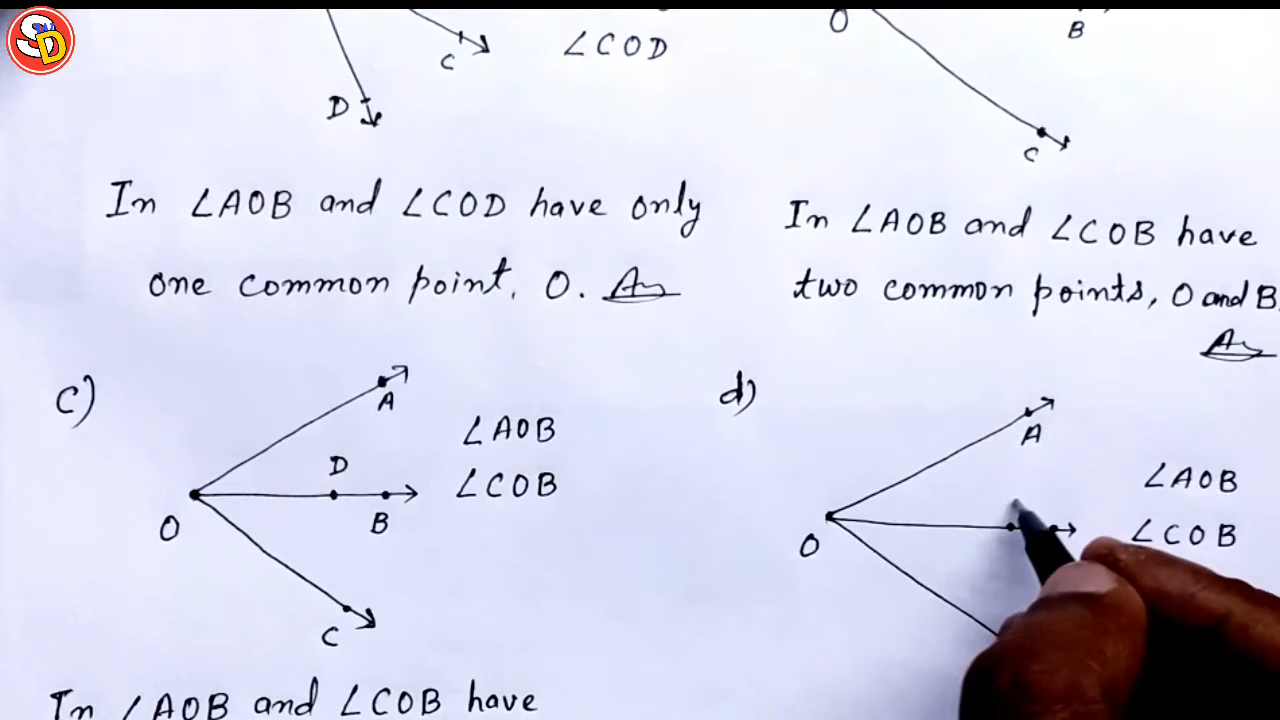 SD
∠COD
C
D
O
B
C
In ∠AOB and ∠COD have only
one common point, O. Ans
In ∠AOB and ∠COB have
two common points, O and B.
Ans
c)
A
D
B
O
C
∠AOB
∠COB
d)
A
O
∠AOB
∠COB
In ∠AOB and ∠COB have